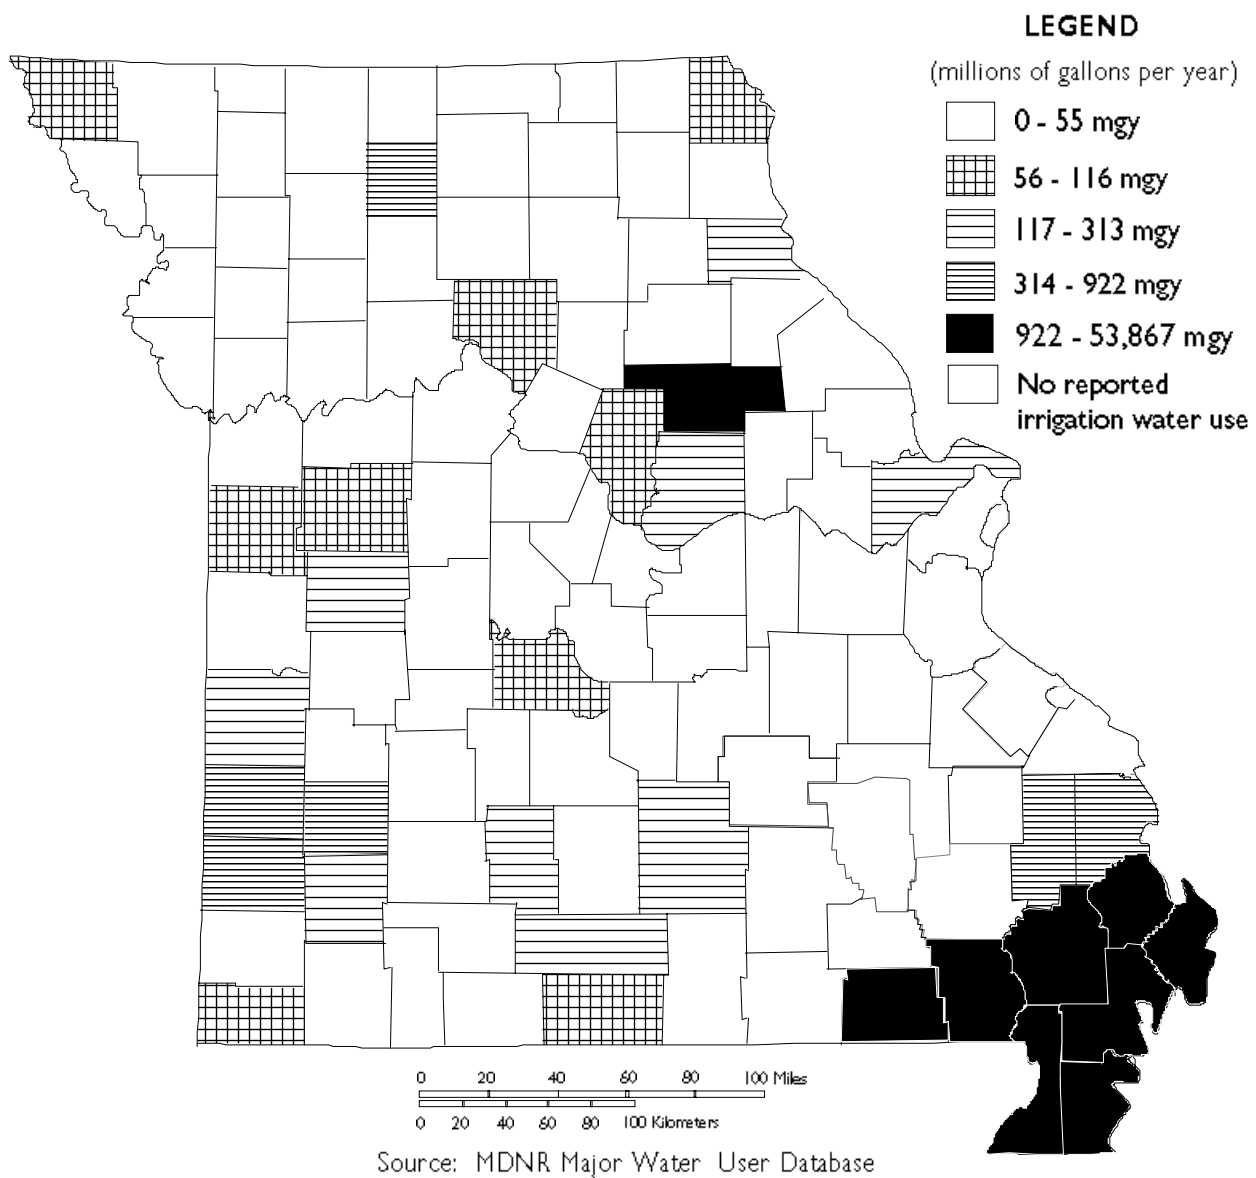 LEGEND
(millions of gallons per year)
0 - 55 mgy
56 - 116 mgy
117 - 313 mgy
314 - 922 mgy
922 - 53,867 mgy
No reported
irrigation water use
0 20 40 60 80 100 Miles
0 20 40 60 80 100 Kilometers
Source: MDNR Major Water User Database